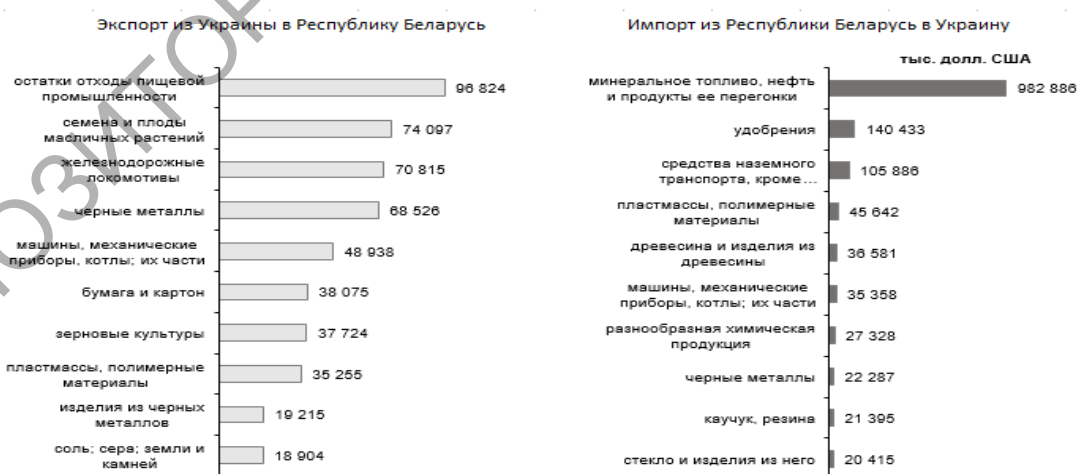 Экспорт из Украины в Республику Беларусь
остатки отходы пищевой
промышленности
96 824
семена и плоды
масличных растений
74 097
железнодорожные
локомотивы
70 815
черные металлы
68 526
машины, механические
приборы, котлы; их части
48 938
бумага и картон
38 075
зерновые культуры
37 724
пластмассы, полимерные
материалы
35 255
изделия из черных
металлов
19 215
соль; сера; земли и
камней
18 904
Импорт из Республики Беларусь в Украину
тыс. долл. США
минеральное топливо, нефть
и продукты ее перегонки
982 886
удобрения
140 433
средства наземного
транспорта, кроме…
105 886
пластмассы, полимерные
материалы
45 642
древесина и изделия из
древесины
36 581
машины, механические
приборы, котлы; их части
35 358
разнообразная химическая
продукция
27 328
черные металлы
22 287
каучук, резина
21 395
стекло и изделия из него
20 415